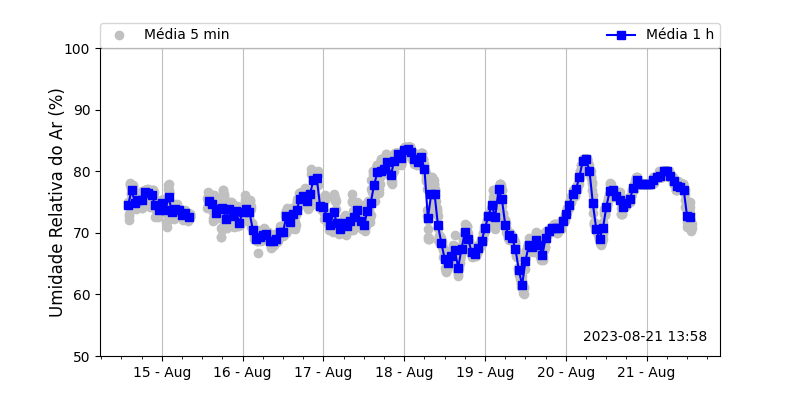 Média 5 min
Média 1 h
Umidade Relativa do Ar (%)
100
90
80
70
60
50
2023-08-21 13:58
15 - Aug
16 - Aug
17 - Aug
18 - Aug
19 - Aug
20 - Aug
21 - Aug